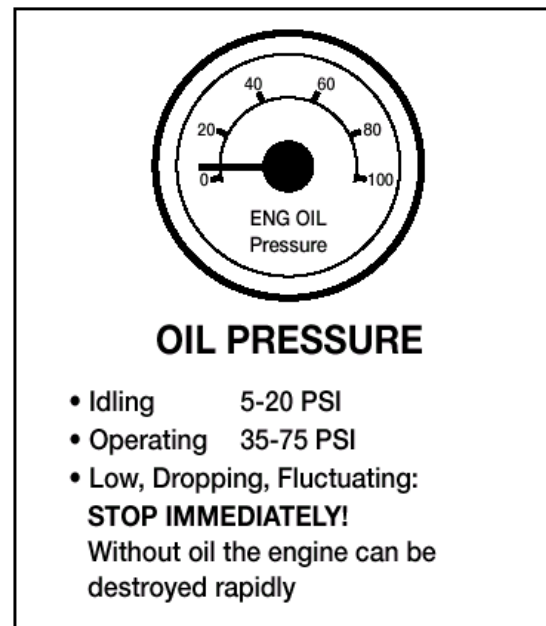 40 60
20 80
0 100
ENG OIL
Pressure
OIL PRESSURE
• Idling 5-20 PSI
• Operating 35-75 PSI
• Low, Dropping, Fluctuating:
STOP IMMEDIATELY!
Without oil the engine can be
destroyed rapidly